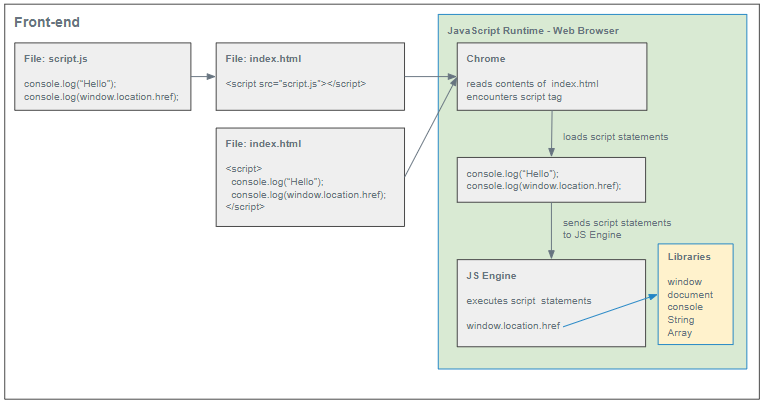 Front-end
File: script.js
console.log("Hello");
console.log(window.location.href);
File: index.html
<script src="script.js"></script>
File: index.html
<script>
console.log("Hello");
console.log(window.location.href);
</script>
JavaScript Runtime - Web Browser
Chrome
reads contents of index.html
encounters script tag
loads script statements
console.log("Hello");
console.log(window.location.href);
sends script statements
to JS Engine
JS Engine
executes script statements
window.location.href
Libraries
window
document
console
String
Array